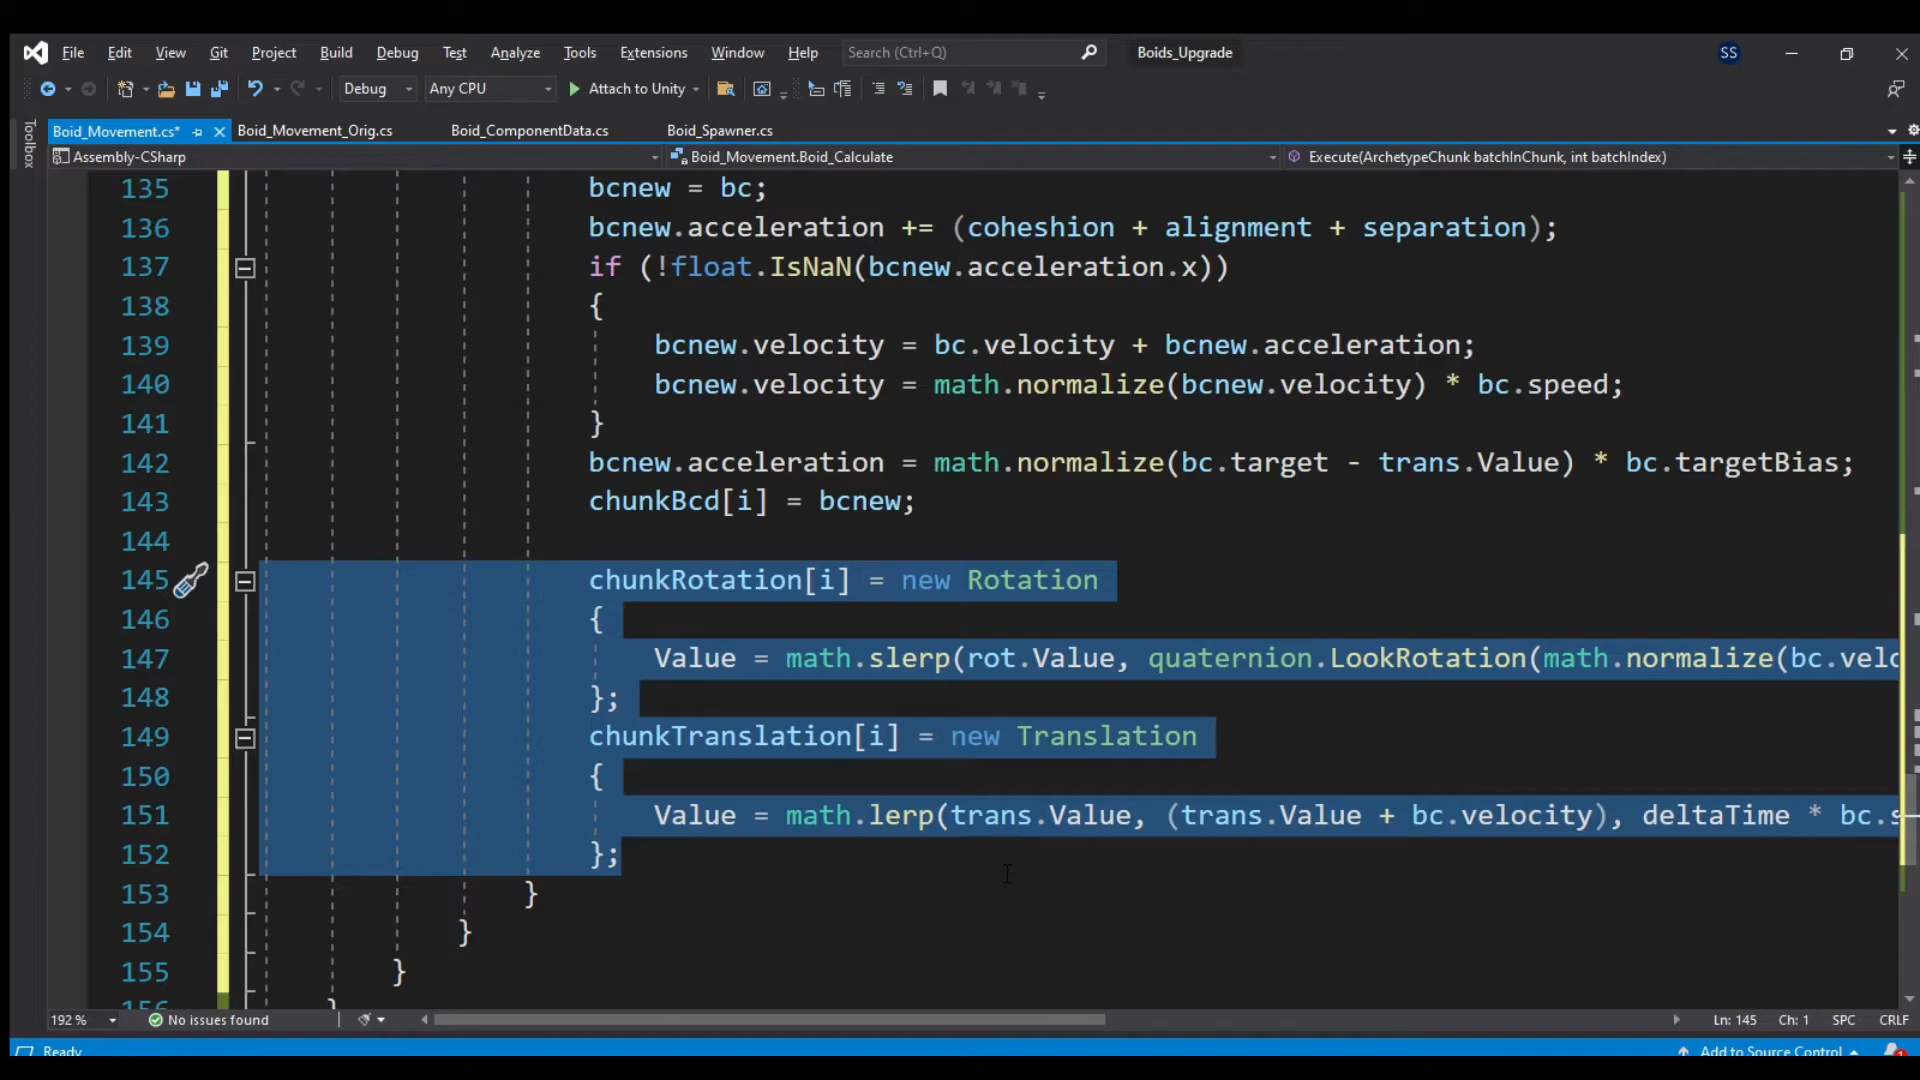 File Edit View Git Project Build Debug Test Analyze Tools Extensions Window Help Search (Ctrl+Q) Boids_Upgrade SS
Debug Any CPU Attach to Unity
Boid_Movement.cs* Boid_Movement_Orig.cs Boid_ComponentData.cs Boid_Spawner.cs
Toolbox
Assembly-CSharp Boid_Movement.Boid_Calculate Execute(ArchetypeChunk batchInChunk, int batchIndex)
135 bcnew = bc;
136 bcnew.acceleration += (coheshion + alignment + separation);
137 if (!float.IsNaN(bcnew.acceleration.x))
138 {
139 bcnew.velocity = bc.velocity + bcnew.acceleration;
140 bcnew.velocity = math.normalize(bcnew.velocity) * bc.speed;
141 }
142 bcnew.acceleration = math.normalize(bc.target - trans.Value) * bc.targetBias;
143 chunkBcd[i] = bcnew;
144
145 chunkRotation[i] = new Rotation
146 {
147 Value = math.slerp(rot.Value, quaternion.LookRotation(math.normalize(bc.velo
148 };
149 chunkTranslation[i] = new Translation
150 {
151 Value = math.lerp(trans.Value, (trans.Value + bc.velocity), deltaTime * bc.s
152 };
153 }
154 }
155 }
156 }
192 % No issues found Ln: 145 Ch: 1 SPC CRLF
Ready Add to Source Control 1